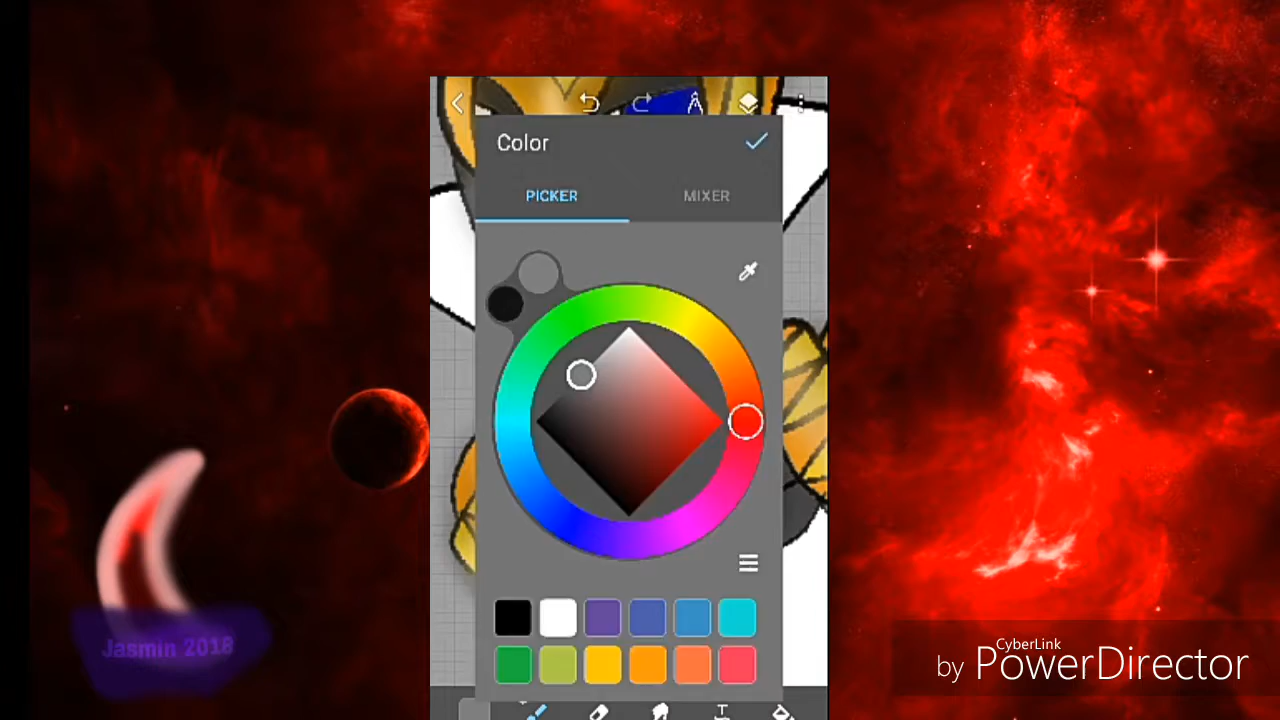 Color
PICKER
MIXER
T
Jasmin 2018
CyberLink
by PowerDirector